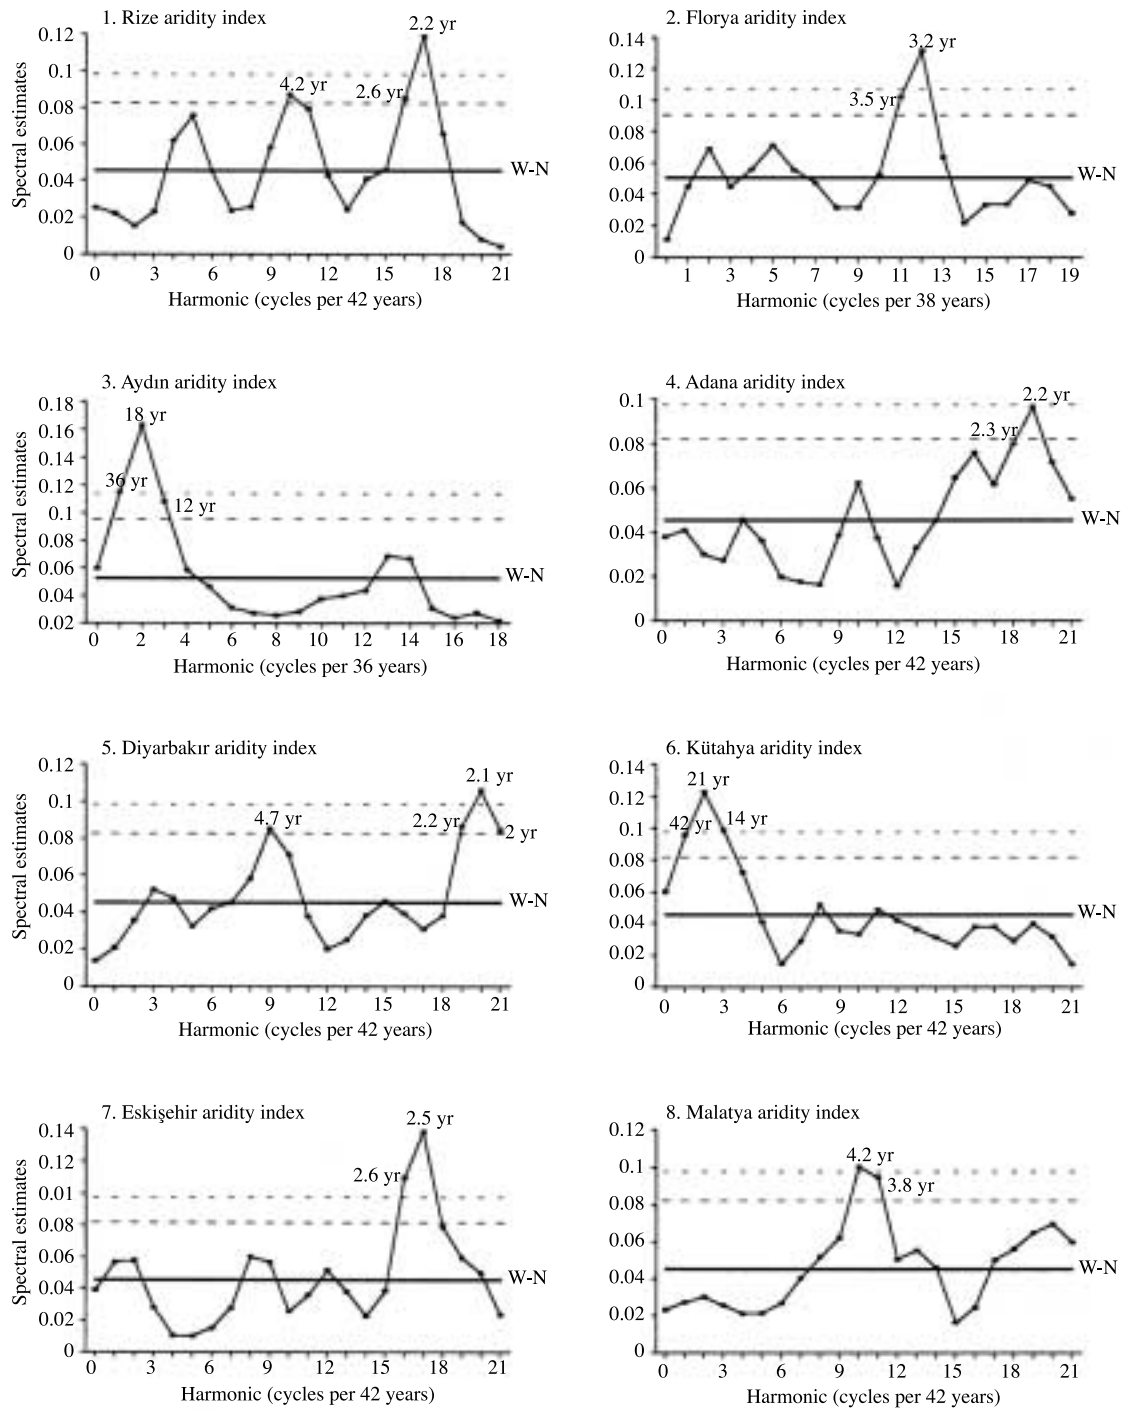 1. Rize aridity index
Spectral estimates
0.12
0.1
0.08
0.06
0.04
0.12
0
2.2 yr
4.2 yr
2.6 yr
W-N
0 3 6 9 12 15 18 21
Harmonic (cycles per 42 years)
2. Florya aridity index
0.14
0.12
0.1
0.08
0.06
0.04
0.02
0
3.2 yr
3.5 yr
W-N
1 3 5 7 9 11 13 15 17 19
Harmonic (cycles per 38 years)
3. Aydın aridity index
Spectral estimates
0.18
0.16
0.14
0.12
0.1
0.06
0.04
0.02
18 yr
36 yr
12 yr
W-N
0 2 4 6 8 10 12 14 16 18
Harmonic (cycles per 36 years)
4. Adana aridity index
0.1
0.08
0.06
0.04
0.02
0
2.2 yr
2.3 yr
W-N
0 3 6 9 12 15 18 21
Harmonic (cycles per 42 years)
5. Diyarbakır aridity index
Spectral estimates
0.12
0.1
0.08
0.06
0.04
0.02
0
2.1 yr
4.7 yr
2.2 yr
2 yr
W-N
0 3 6 9 12 15 18 21
Harmonic (cycles per 42 years)
6. Kütahya aridity index
0.14
0.12
0.1
0.08
0.06
0.04
0.02
0
21 yr
42 yr
14 yr
W-N
0 3 6 9 12 15 18 21
Harmonic (cycles per 42 years)
7. Eskişehir aridity index
Spectral estimates
0.14
0.12
0.01
0.08
0.06
0.04
0.02
0
2.5 yr
2.6 yr
W-N
0 3 6 9 12 15 18 21
Harmonic (cycles per 42 years)
8. Malatya aridity index
0.12
0.1
0.08
0.06
0.04
0.02
0
4.2 yr
3.8 yr
W-N
0 3 6 9 12 15 18 21
Harmonic (cycles per 42 years)